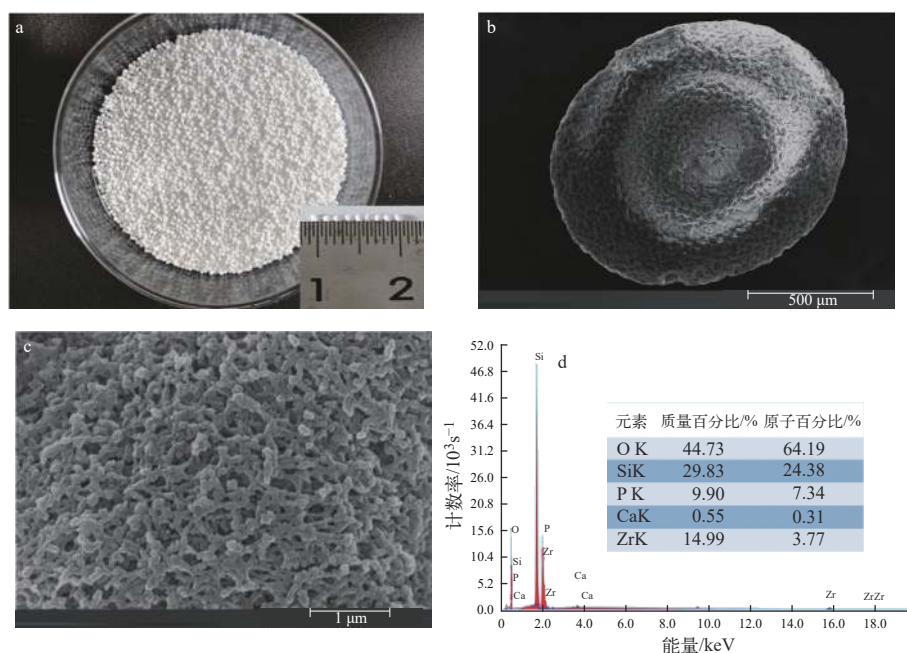 a
1 2
b
500 μm
c
1 μm
d
计数率/10³s⁻¹
52.0
46.8
41.6
36.4
31.2
26.0
20.8
15.6
10.4
5.2
0.0
Si
O
Si
P
Ca
P
Zr
Zr
Ca
Ca
Zr
ZrZr
0 2.0 4.0 6.0 8.0 10.0 12.0 14.0 16.0 18.0
能量/keV
元素 质量百分比/% 原子百分比/%
O K 44.73 64.19
SiK 29.83 24.38
P K 9.90 7.34
CaK 0.55 0.31
ZrK 14.99 3.77